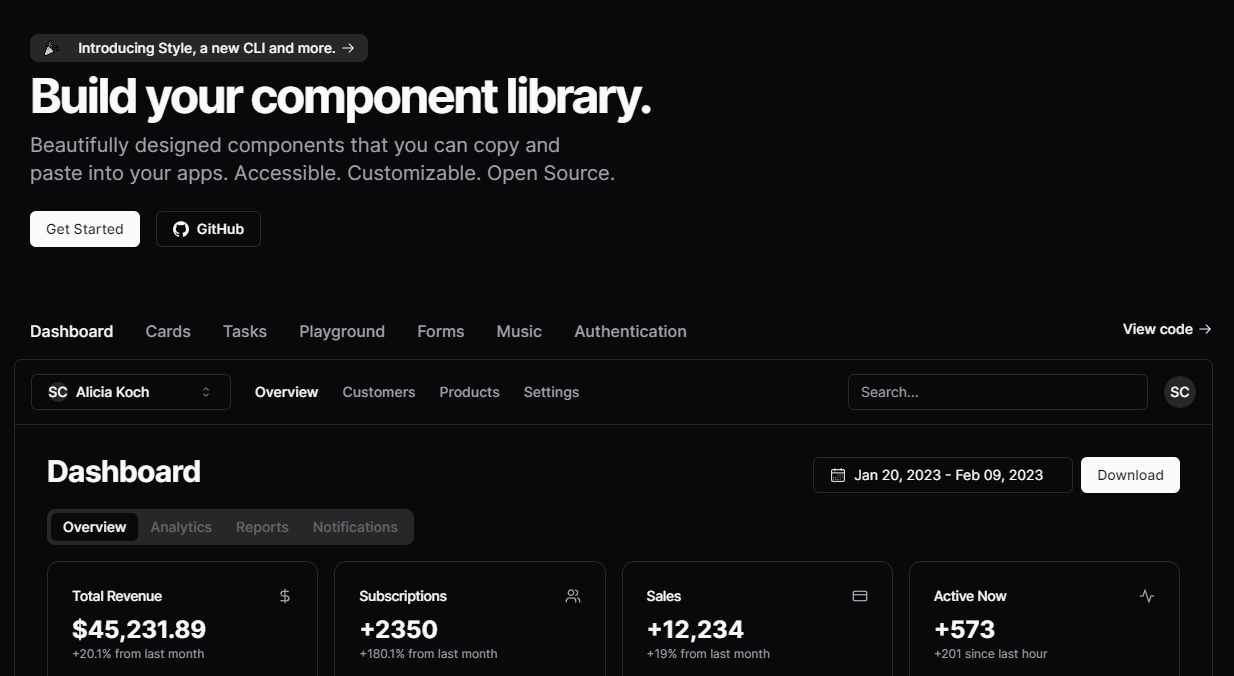 Introducing Style, a new CLI and more. →
Build your component library.
Beautifully designed components that you can copy and
paste into your apps. Accessible. Customizable. Open Source.
Get Started GitHub
Dashboard Cards Tasks Playground Forms Music Authentication View code →
SC Alicia Koch Overview Customers Products Settings Search... SC
Dashboard Jan 20, 2023 - Feb 09, 2023 Download
Overview Analytics Reports Notifications
Total Revenue $ Subscriptions Sales Active Now
$45,231.89 +2350 +12,234 +573
+20.1% from last month +180.1% from last month +19% from last month +201 since last hour